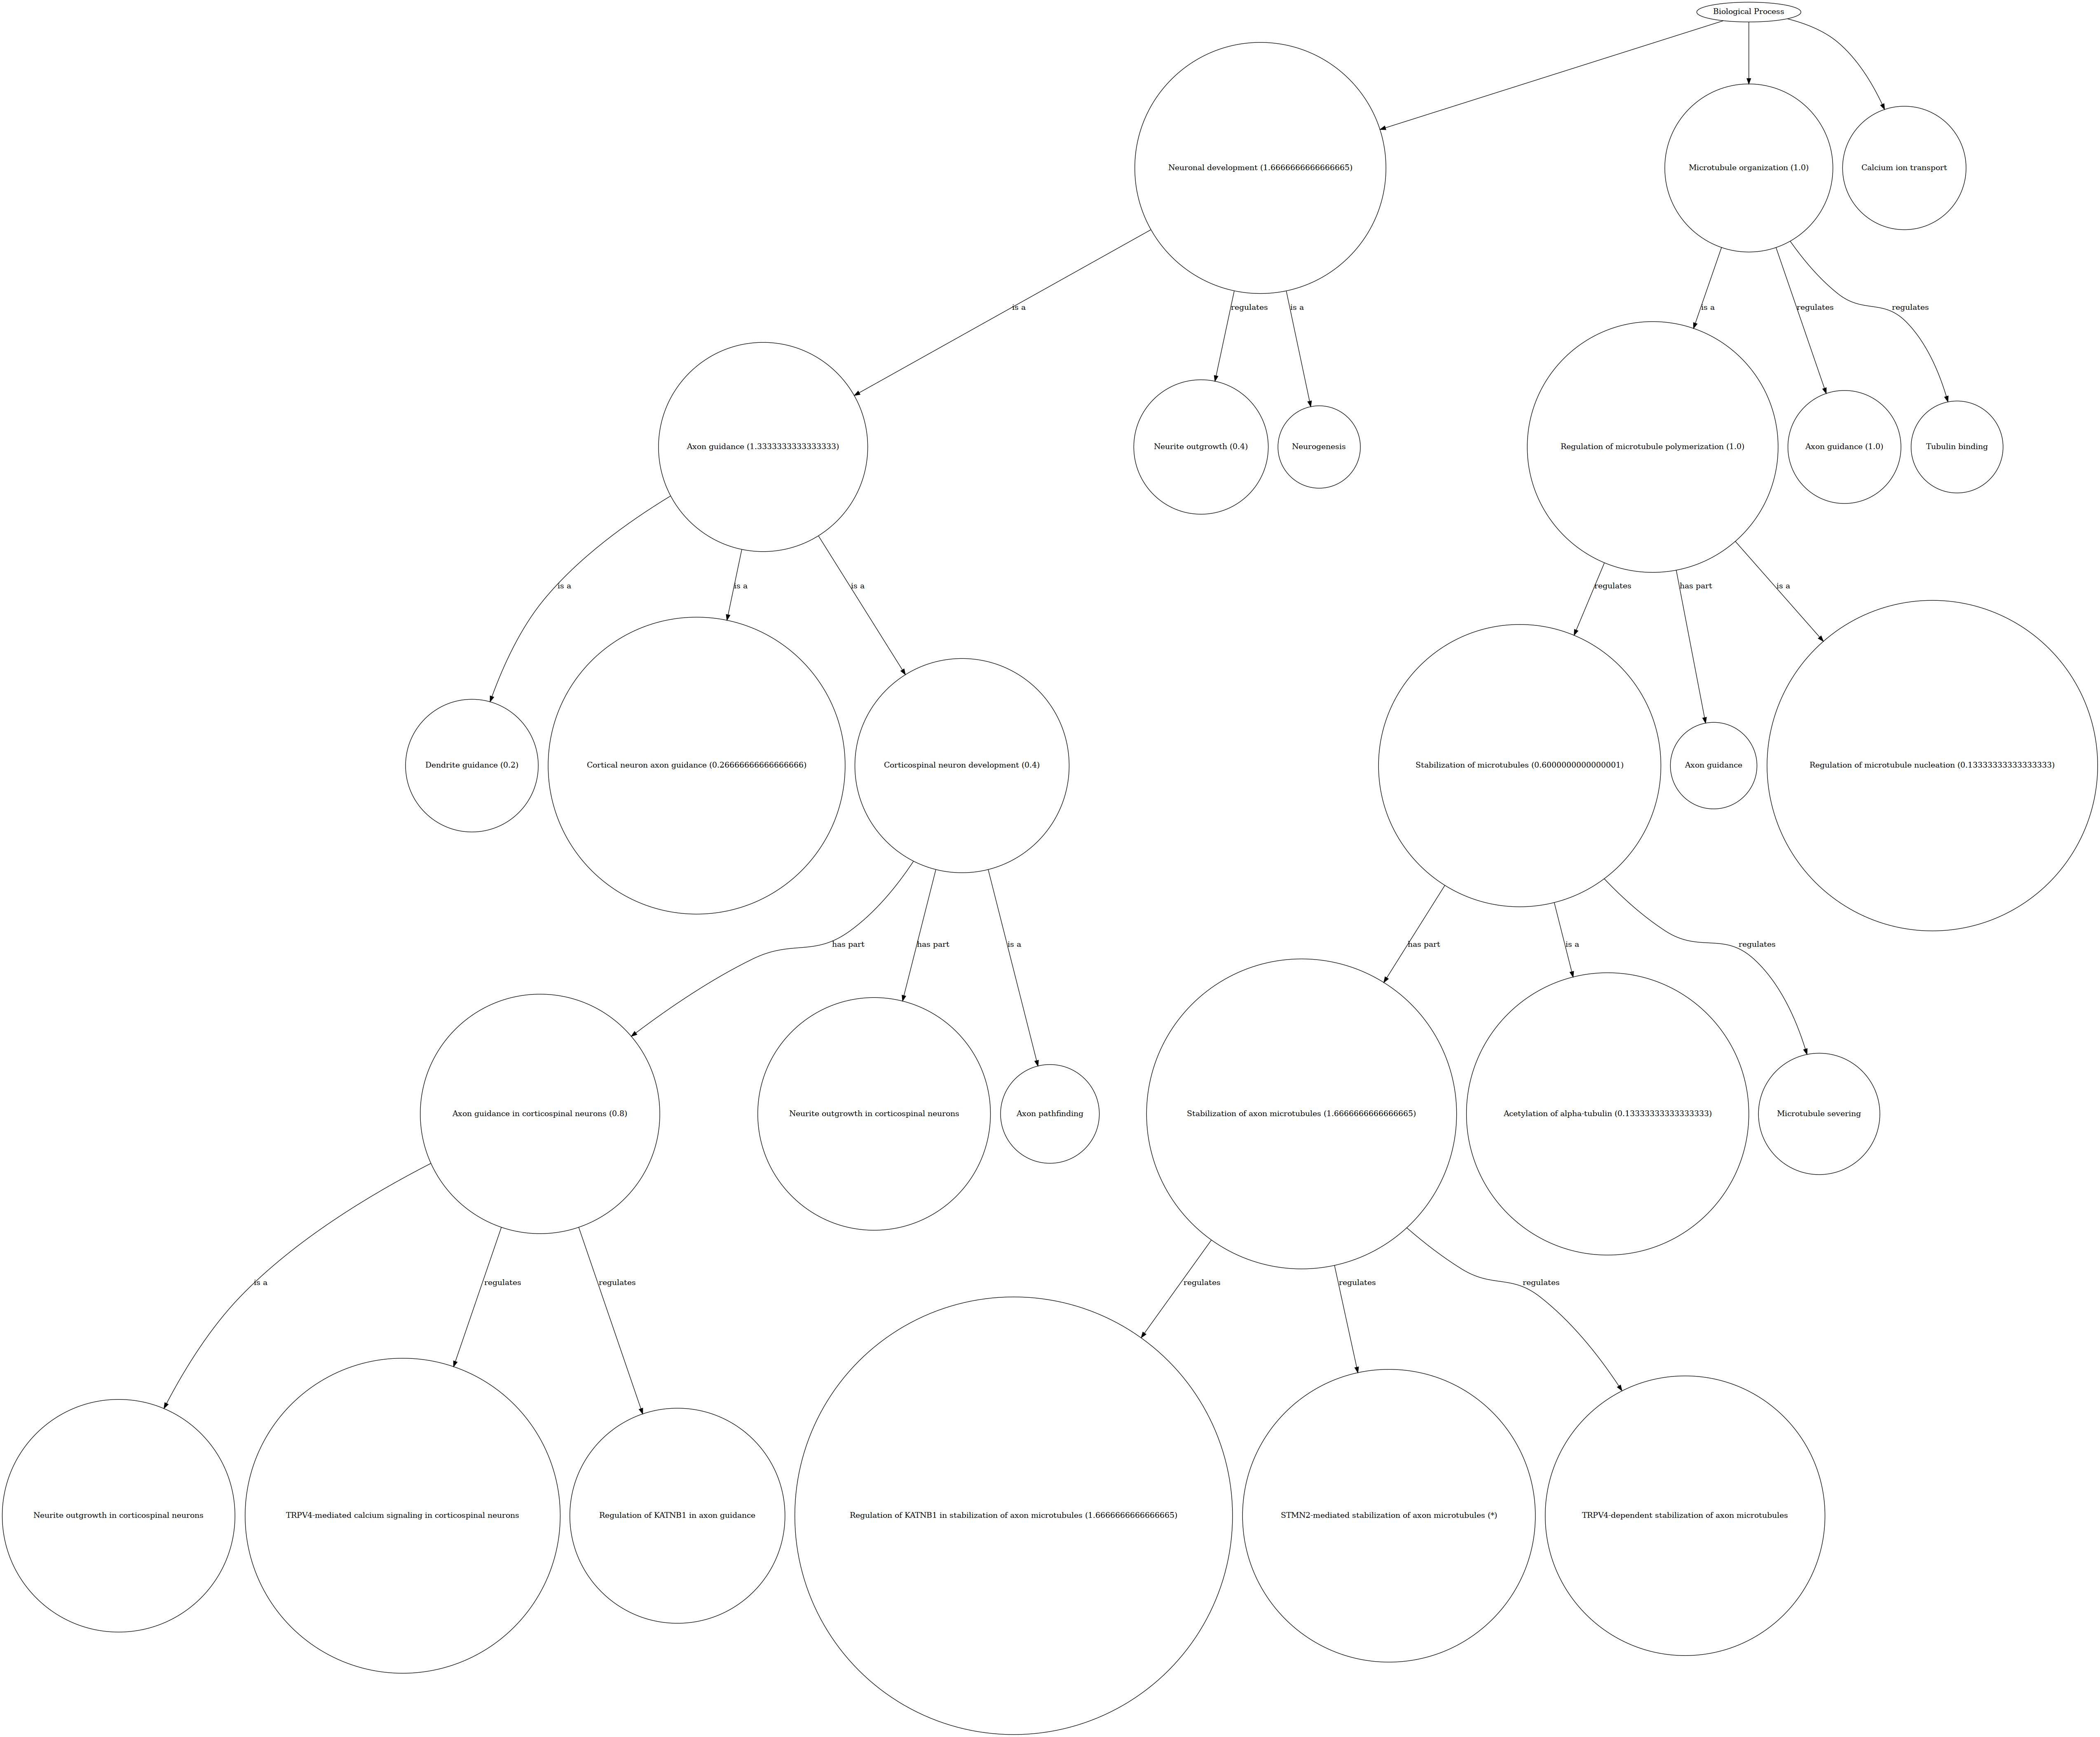 Biological Process
Neuronal development (1.6666666666666665)
Microtubule organization (1.0)
Calcium ion transport
is a
regulates
is a
is a
regulates
regulates
Axon guidance (1.3333333333333333)
Neurite outgrowth (0.4)
Neurogenesis
Regulation of microtubule polymerization (1.0)
Axon guidance (1.0)
Tubulin binding
is a
is a
is a
regulates
has part
is a
Dendrite guidance (0.2)
Cortical neuron axon guidance (0.26666666666666666)
Corticospinal neuron development (0.4)
Stabilization of microtubules (0.6000000000000001)
Axon guidance
Regulation of microtubule nucleation (0.13333333333333333)
has part
has part
is a
has part
is a
regulates
Axon guidance in corticospinal neurons (0.8)
Neurite outgrowth in corticospinal neurons
Axon pathfinding
Stabilization of axon microtubules (1.6666666666666665)
Acetylation of alpha-tubulin (0.13333333333333333)
Microtubule severing
is a
regulates
regulates
regulates
regulates
regulates
Neurite outgrowth in corticospinal neurons
TRPV4-mediated calcium signaling in corticospinal neurons
Regulation of KATNB1 in axon guidance
Regulation of KATNB1 in stabilization of axon microtubules (1.6666666666666665)
STMN2-mediated stabilization of axon microtubules (*)
TRPV4-dependent stabilization of axon microtubules